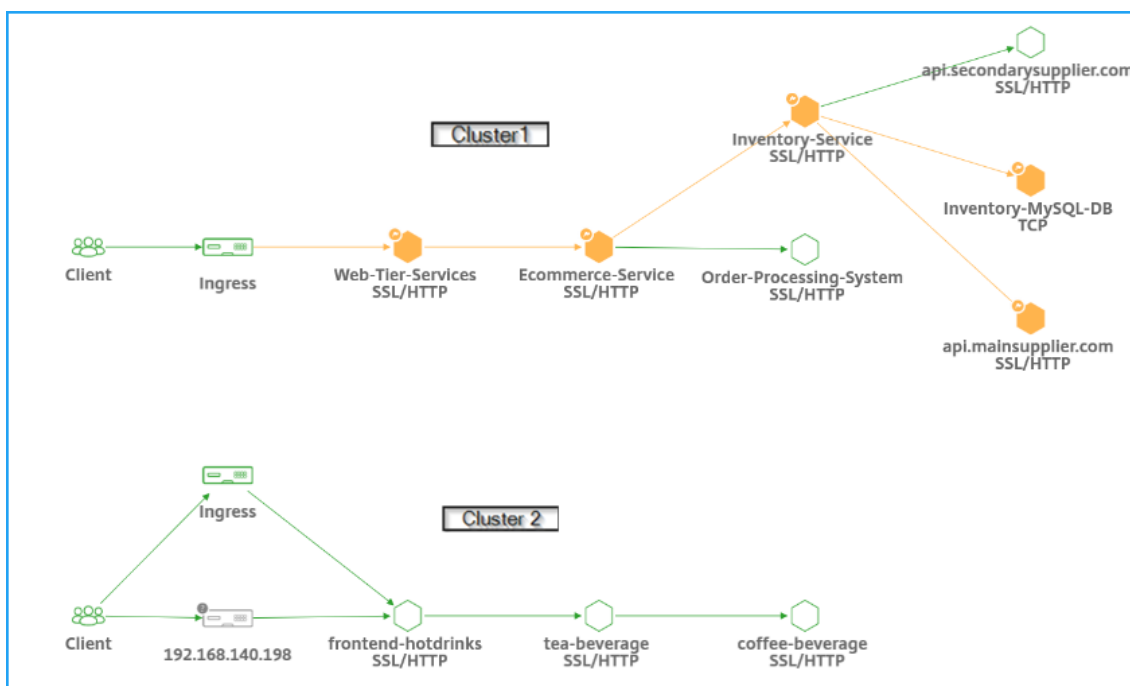 api.secondarysupplier.com
SSL/HTTP
Cluster1
Inventory-Service
SSL/HTTP
Inventory-MySQL-DB
TCP
Client
Ingress
Web-Tier-Services
SSL/HTTP
Ecommerce-Service
SSL/HTTP
Order-Processing-System
SSL/HTTP
api.mainsupplier.com
SSL/HTTP
Ingress
Cluster 2
Client
192.168.140.198
frontend-hotdrinks
SSL/HTTP
tea-beverage
SSL/HTTP
coffee-beverage
SSL/HTTP